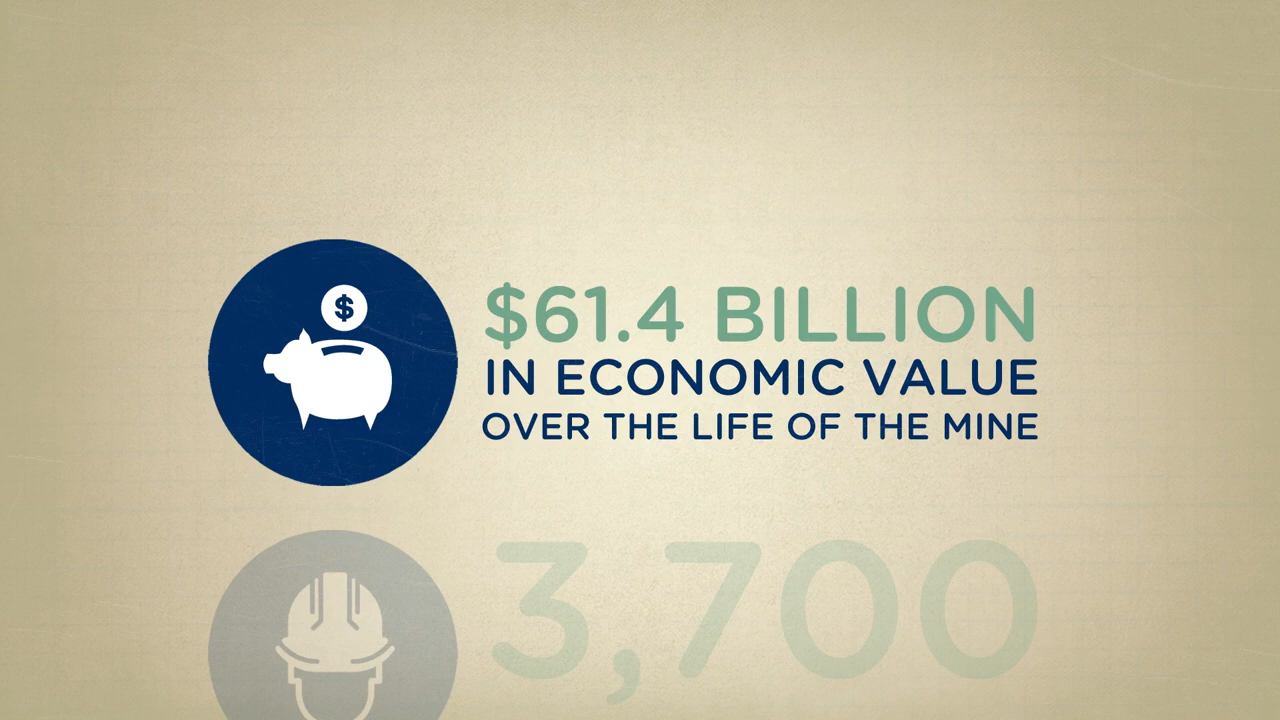 $
$61.4 BILLION
IN ECONOMIC VALUE
OVER THE LIFE OF THE MINE
3,700